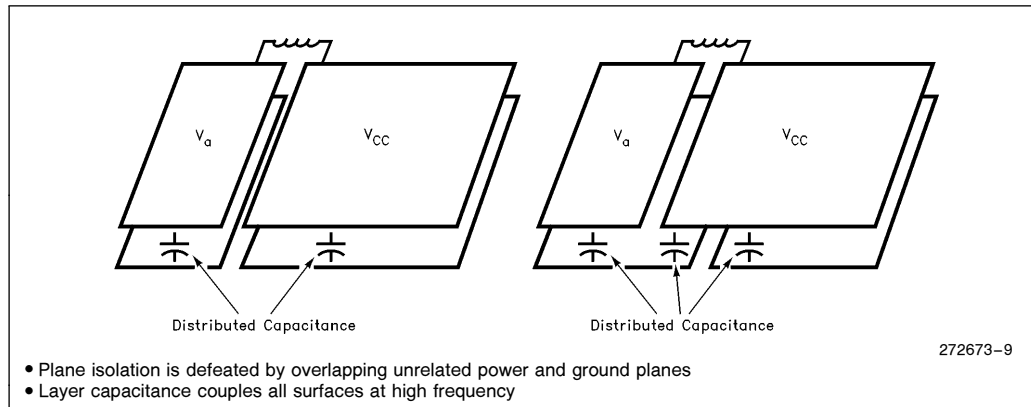 Va
VCC
Va
VCC
Distributed Capacitance
Distributed Capacitance
272673–9
• Plane isolation is defeated by overlapping unrelated power and ground planes
• Layer capacitance couples all surfaces at high frequency